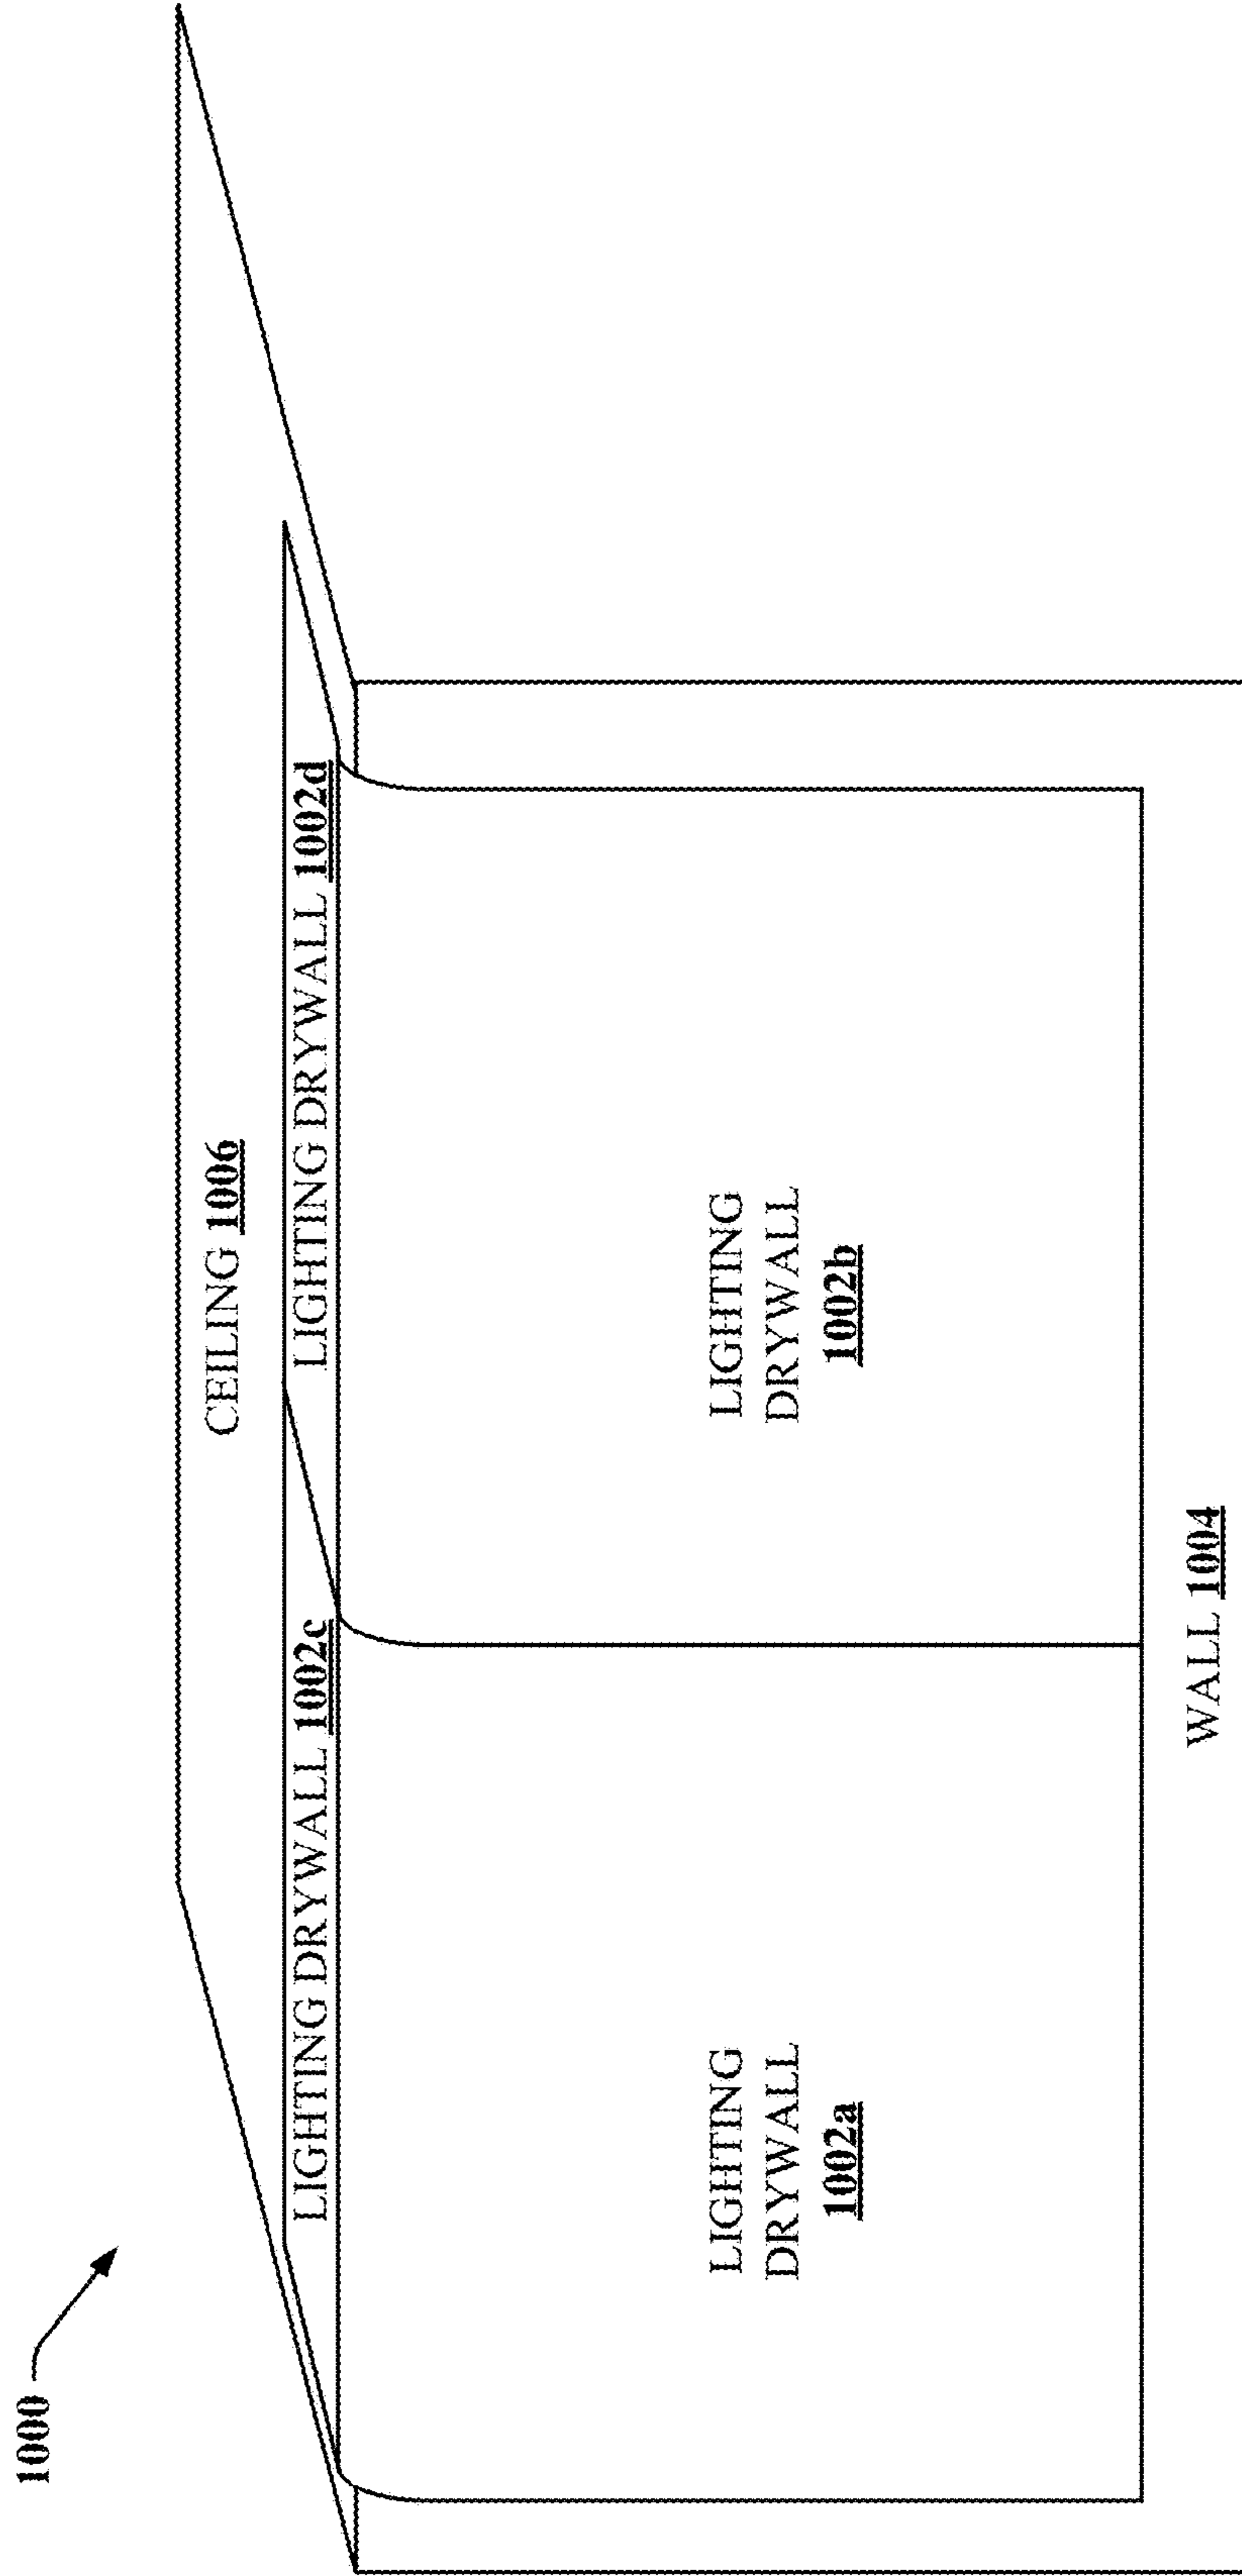 1000
CEILING 1006
LIGHTING DRYWALL 1002c
LIGHTING DRYWALL 1002d
LIGHTING
DRYWALL
1002a
LIGHTING
DRYWALL
1002b
WALL 1004